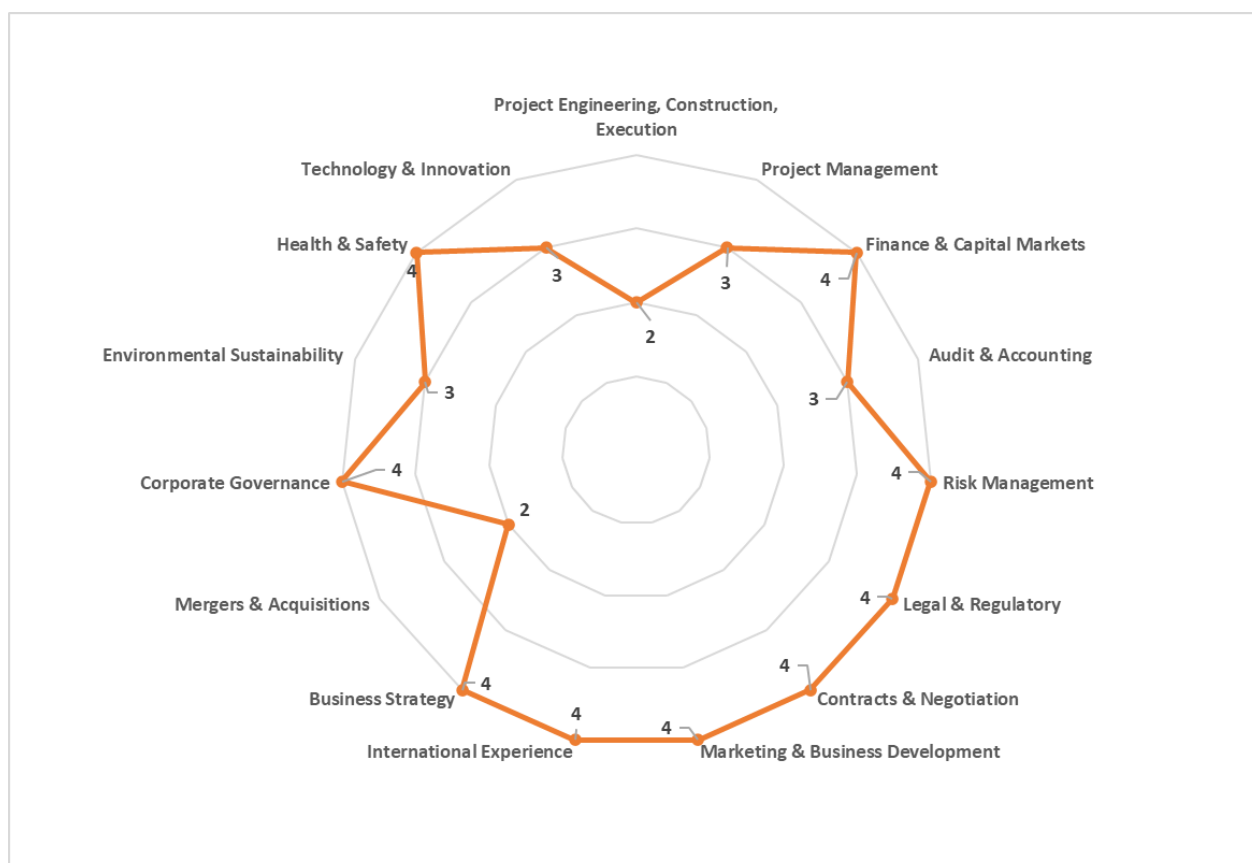 Project Engineering, Construction,
Execution
Technology & Innovation
Project Management
Health & Safety
Finance & Capital Markets
4
3
3
4
2
Environmental Sustainability
Audit & Accounting
3
3
Corporate Governance
4
4
Risk Management
2
Mergers & Acquisitions
4
Legal & Regulatory
Business Strategy
4
4
Contracts & Negotiation
4
4
International Experience
Marketing & Business Development